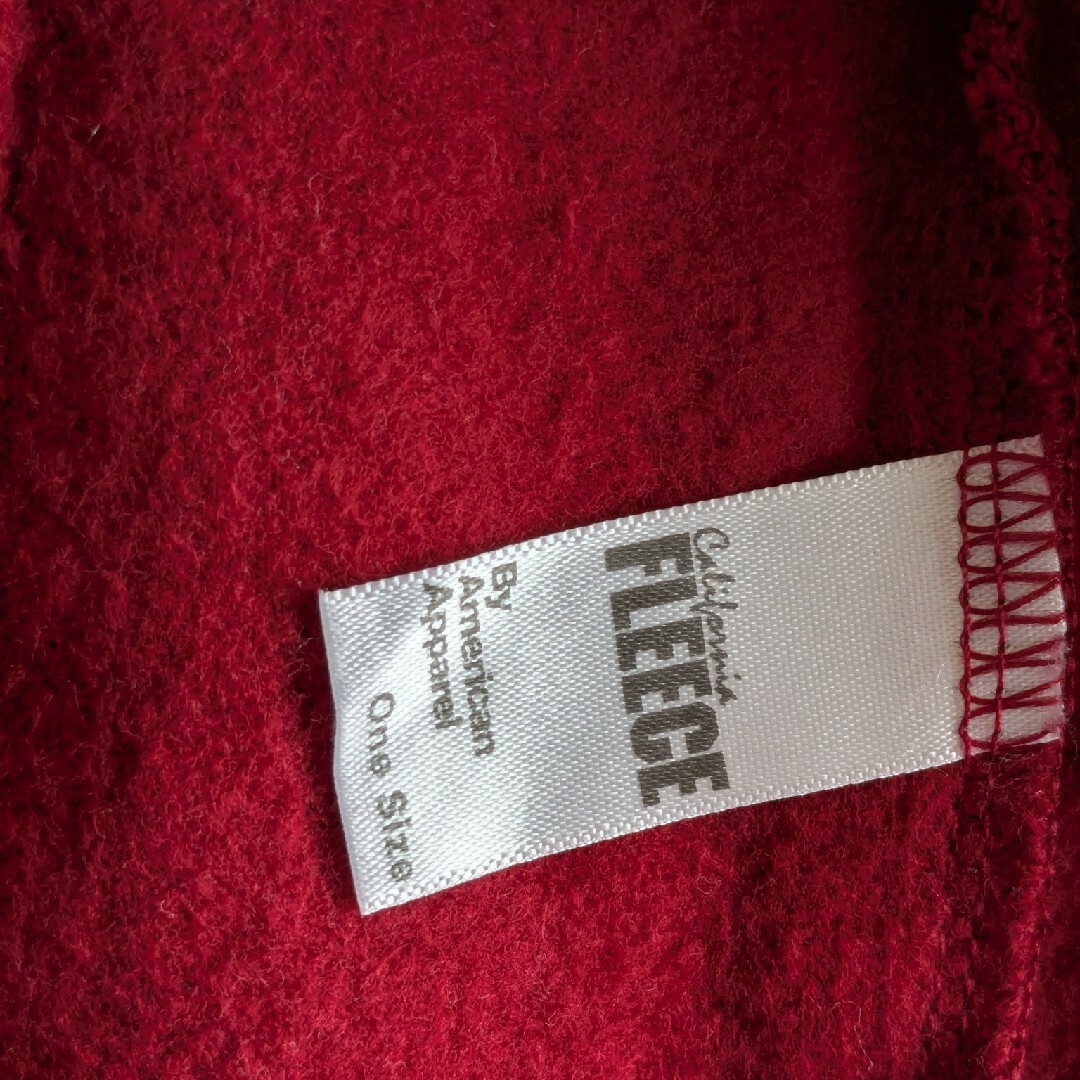 California
FLEECE
By
American
Apparel
One Size